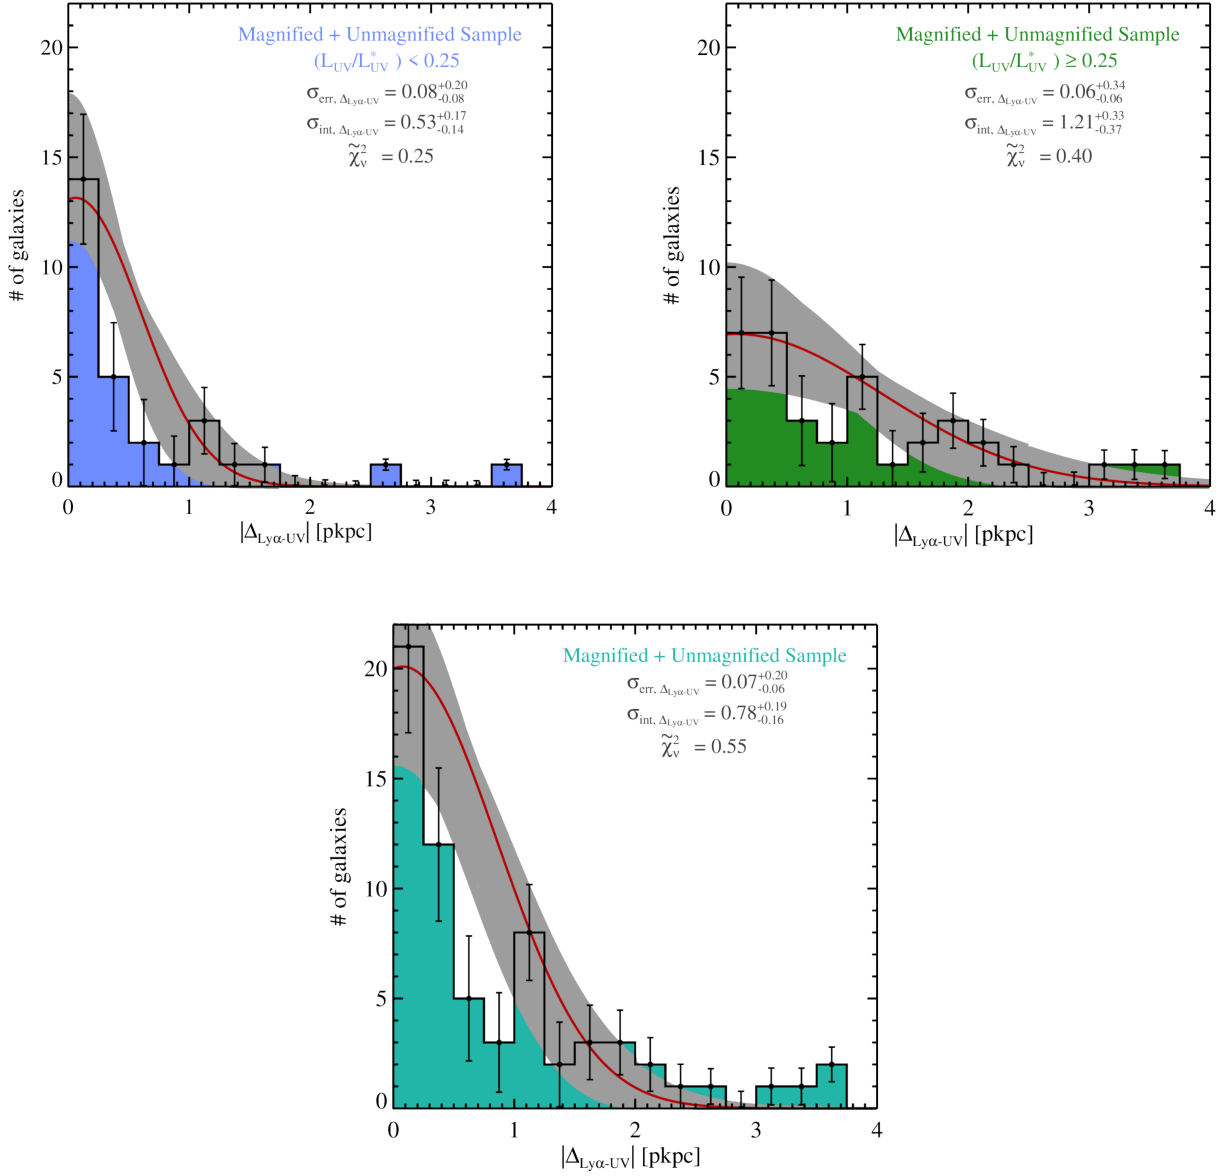 Magnified + Unmagnified Sample
(L_UV/L*_UV) < 0.25
σ_err, Δ_Lyα-UV = 0.08 +0.20 -0.08
σ_int, Δ_Lyα-UV = 0.53 +0.17 -0.14
χ̃²_ν = 0.25
# of galaxies
20
15
10
5
0
0 1 2 3 4
|Δ_Lyα-UV| [pkpc]
Magnified + Unmagnified Sample
(L_UV/L*_UV) ≥ 0.25
σ_err, Δ_Lyα-UV = 0.06 +0.34 -0.06
σ_int, Δ_Lyα-UV = 1.21 +0.33 -0.37
χ̃²_ν = 0.40
# of galaxies
20
15
10
5
0
0 1 2 3 4
|Δ_Lyα-UV| [pkpc]
Magnified + Unmagnified Sample
σ_err, Δ_Lyα-UV = 0.07 +0.20 -0.06
σ_int, Δ_Lyα-UV = 0.78 +0.19 -0.16
χ̃²_ν = 0.55
# of galaxies
20
15
10
5
0
0 1 2 3 4
|Δ_Lyα-UV| [pkpc]